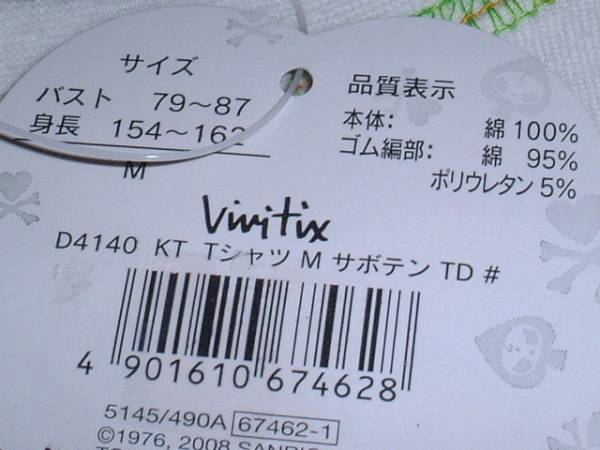 サイズ
バスト 79～87
身長 154～162
M
品質表示
本体: 綿 100%
ゴム編部: 綿 95%
ポリウレタン 5%
Vivitix
D4140 KT Tシャツ M サボテン TD #
4 901610 674628
5145/490A 67462-1
©1976, 2008 SANRIO